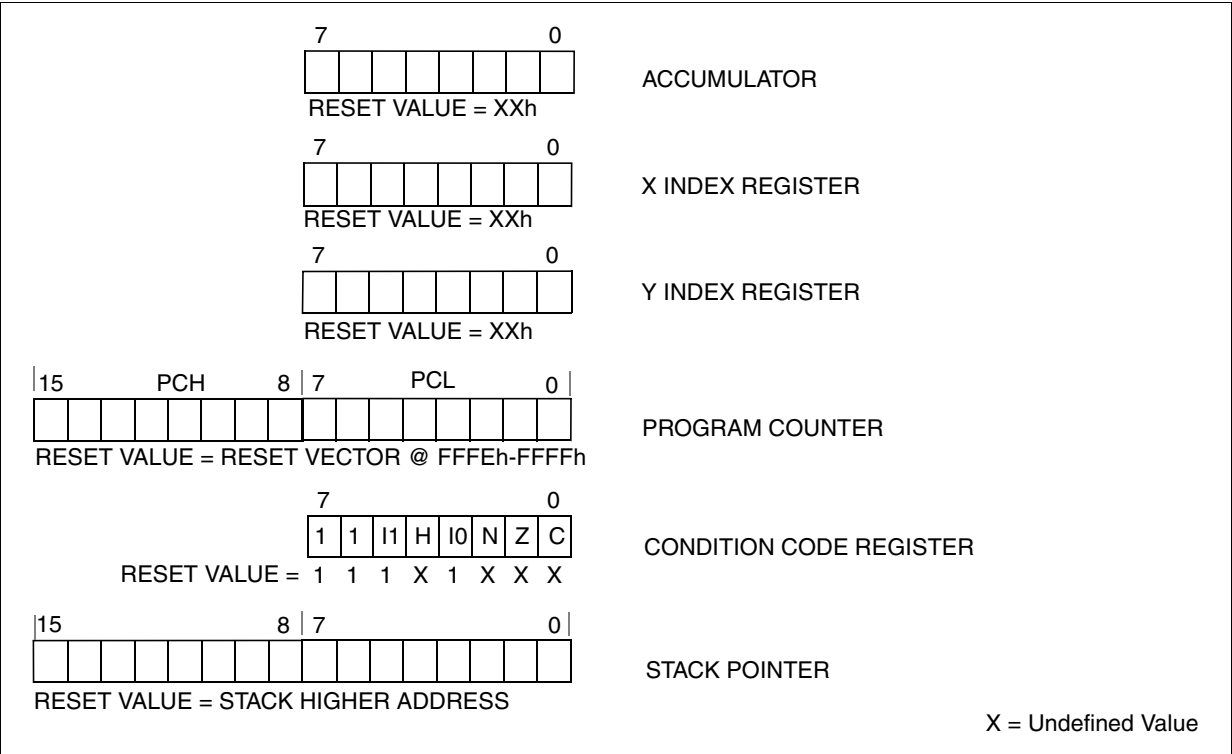 7 0
ACCUMULATOR
RESET VALUE = XXh
7 0
X INDEX REGISTER
RESET VALUE = XXh
7 0
Y INDEX REGISTER
RESET VALUE = XXh
15 PCH 8 7 PCL 0
PROGRAM COUNTER
RESET VALUE = RESET VECTOR @ FFFEh-FFFFh
7 0
1 1 I1 H I0 N Z C
CONDITION CODE REGISTER
RESET VALUE = 1 1 1 X 1 X X X
15 8 7 0
STACK POINTER
RESET VALUE = STACK HIGHER ADDRESS
X = Undefined Value